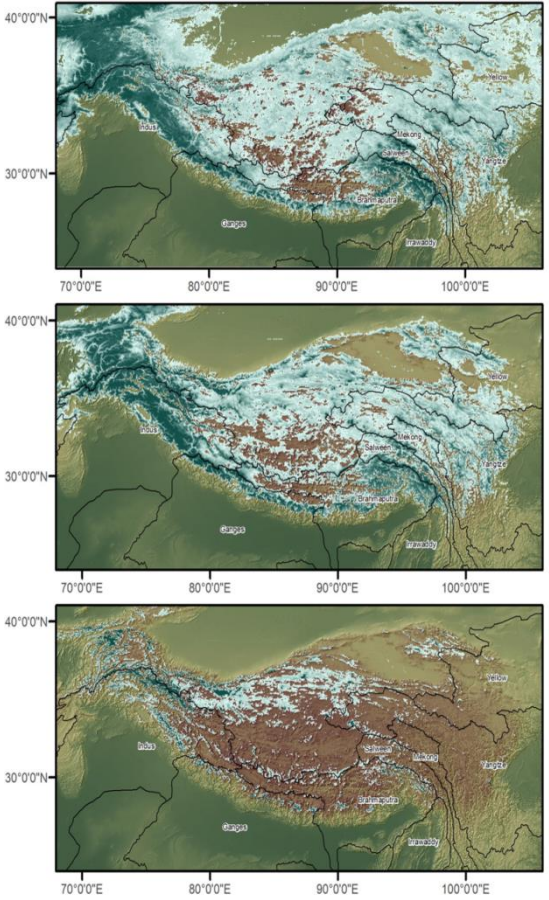 40°0'0"N
Yellow
Indus
Mekong
Salween
Yangtze
30°0'0"N
Brahmaputra
Ganges
Irrawaddy
70°0'0"E 80°0'0"E 90°0'0"E 100°0'0"E
40°0'0"N
Yellow
Indus
Mekong
Salween
Yangtze
30°0'0"N
Brahmaputra
Ganges
Irrawaddy
70°0'0"E 80°0'0"E 90°0'0"E 100°0'0"E
40°0'0"N
Yellow
Indus
Salween
Mekong
Yangtze
30°0'0"N
Brahmaputra
Ganges
Irrawaddy
70°0'0"E 80°0'0"E 90°0'0"E 100°0'0"E